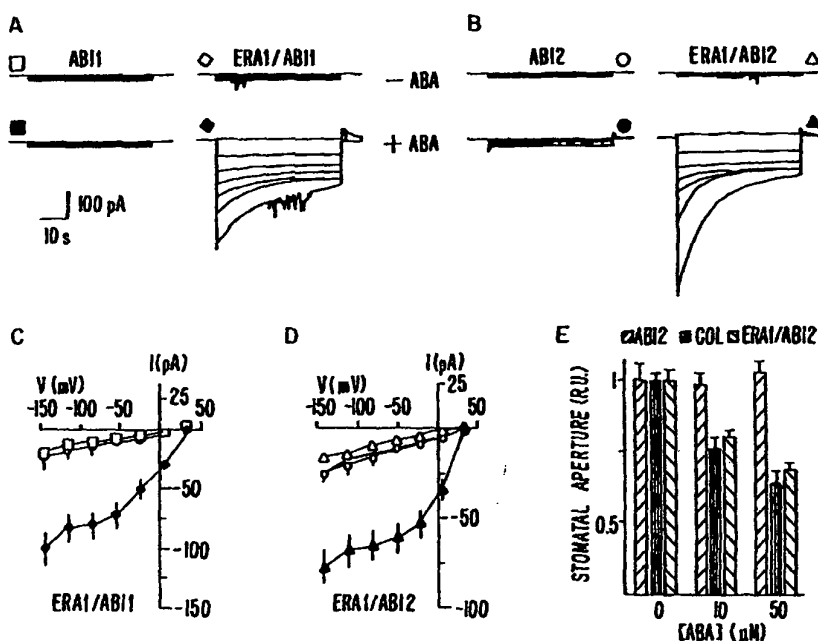 A
B
ABI1
ERA1/ABI1
ABI2
ERA1/ABI2
– ABA
+ ABA
100 pA
10 s
C
D
E
ABI2 COL ERA1/ABI2
V (mV)
I(pA)
-150 -100 -50 50
25
-50
-100
-150
ERA1/ABI1
V(mV)
I(pA)
-150 -100 -50 50
25
-50
-100
ERA1/ABI2
STOMATAL APERTURE (R.U.)
1
0.5
0 10 50
[ABA] (µM)